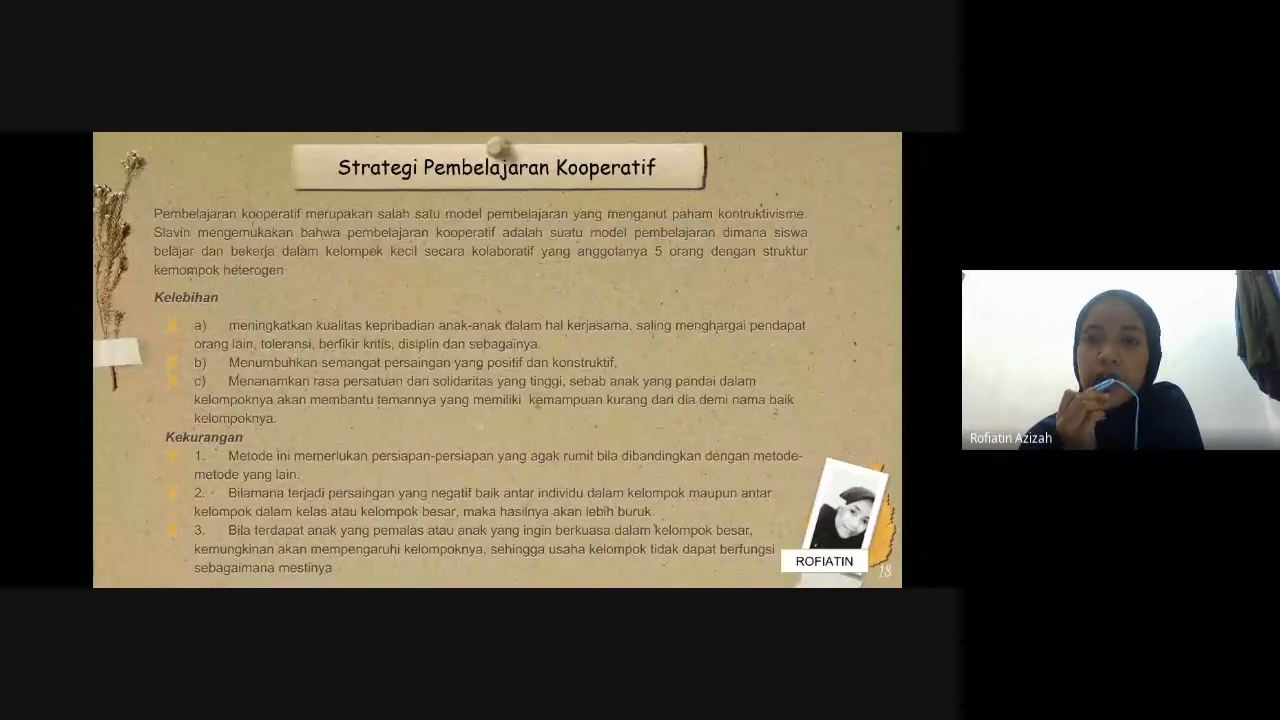 Strategi Pembelajaran Kooperatif
Pembelajaran kooperatif merupakan salah satu model pembelajaran yang menganut paham kontruktivisme.
Slavin mengemukakan bahwa pembelajaran kooperatif adalah suatu model pembelajaran dimana siswa
belajar dan bekerja dalam kelompok kecil secara kolaboratif yang anggotanya 5 orang dengan struktur
kemompok heterogen
Kelebihan
a) meningkatkan kualitas kepribadian anak-anak dalam hal kerjasama, saling menghargai pendapat
orang lain, toleransi, berfikir kritis, disiplin dan sebagainya.
b) Menumbuhkan semangat persaingan yang positif dan konstruktif,
c) Menanamkan rasa persatuan dan solidaritas yang tinggi, sebab anak yang pandai dalam
kelompoknya akan membantu temannya yang memiliki kemampuan kurang dari dia demi nama baik
kelompoknya.
Kekurangan
1. Metode ini memerlukan persiapan-persiapan yang agak rumit bila dibandingkan dengan metode-
metode yang lain.
2. Bilamana terjadi persaingan yang negatif baik antar individu dalam kelompok maupun antar
kelompok dalam kelas atau kelompok besar, maka hasilnya akan lebih buruk.
3. Bila terdapat anak yang pemalas atau anak yang ingin berkuasa dalam kelompok besar,
kemungkinan akan mempengaruhi kelompoknya, sehingga usaha kelompok tidak dapat berfungsi
sebagaimana mestinya
ROFIATIN
18
Rofiatin Azizah